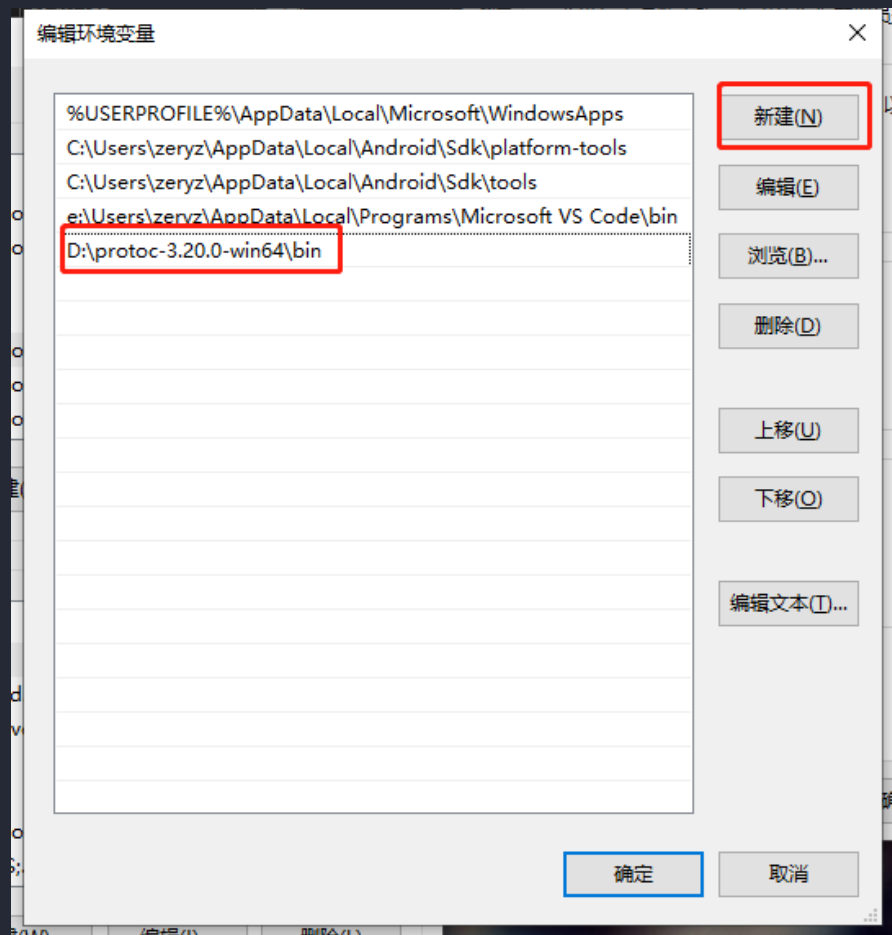 编辑环境变量
%USERPROFILE%\AppData\Local\Microsoft\WindowsApps
C:\Users\zeryz\AppData\Local\Android\Sdk\platform-tools
C:\Users\zeryz\AppData\Local\Android\Sdk\tools
e:\Users\zeryz\AppData\Local\Programs\Microsoft VS Code\bin
D:\protoc-3.20.0-win64\bin
新建(N)
编辑(E)
浏览(B)...
删除(D)
上移(U)
下移(O)
编辑文本(T)...
确定
取消